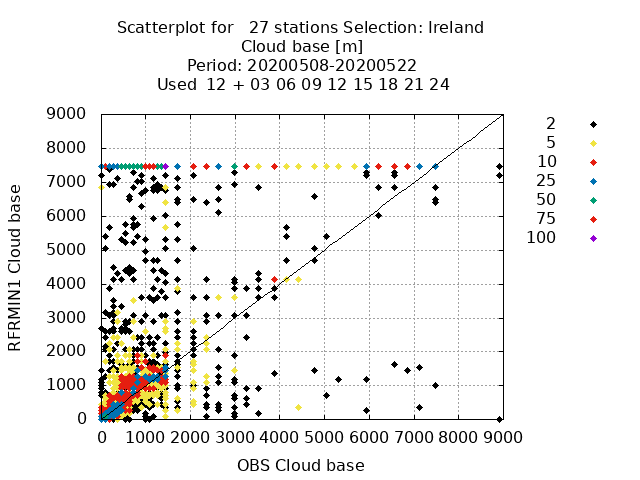 Scatterplot for   27 stations Selection: Ireland
Cloud base [m]
Period: 20200508-20200522
Used  12 + 03 06 09 12 15 18 21 24
9000
8000
7000
6000
5000
4000
3000
2000
1000
0
RFRMIN1 Cloud base
0 1000 2000 3000 4000 5000 6000 7000 8000 9000
OBS Cloud base
2
5
10
25
50
75
100